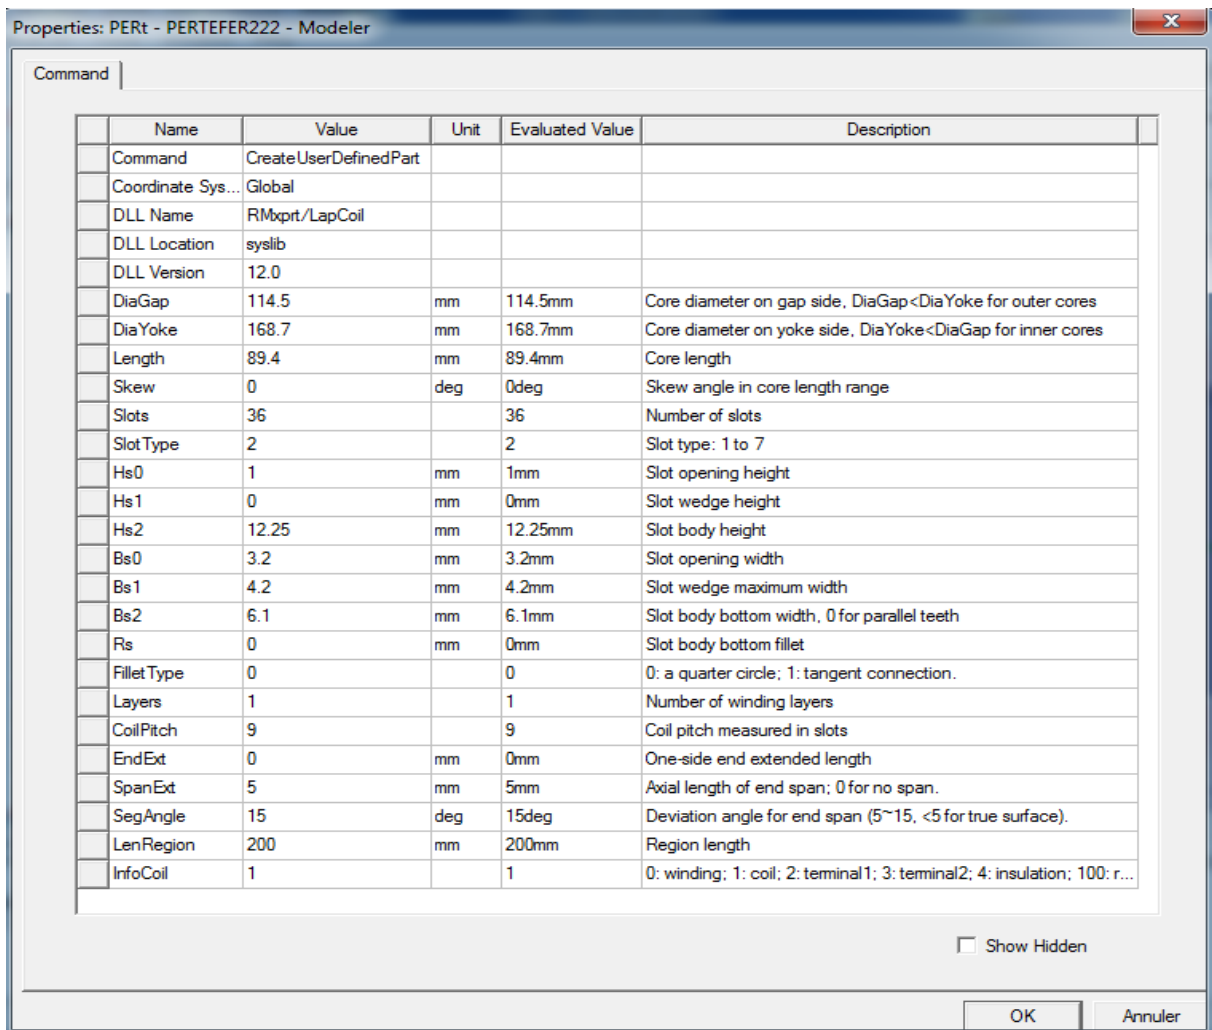 Properties: PERt - PERTEFER222 - Modeler
Command
Name Value Unit Evaluated Value Description
Command CreateUserDefinedPart
Coordinate Sys... Global
DLL Name RMxprt/LapCoil
DLL Location syslib
DLL Version 12.0
DiaGap 114.5 mm 114.5mm Core diameter on gap side, DiaGap<DiaYoke for outer cores
DiaYoke 168.7 mm 168.7mm Core diameter on yoke side, DiaYoke<DiaGap for inner cores
Length 89.4 mm 89.4mm Core length
Skew 0 deg 0deg Skew angle in core length range
Slots 36 36 Number of slots
SlotType 2 2 Slot type: 1 to 7
Hs0 1 mm 1mm Slot opening height
Hs1 0 mm 0mm Slot wedge height
Hs2 12.25 mm 12.25mm Slot body height
Bs0 3.2 mm 3.2mm Slot opening width
Bs1 4.2 mm 4.2mm Slot wedge maximum width
Bs2 6.1 mm 6.1mm Slot body bottom width, 0 for parallel teeth
Rs 0 mm 0mm Slot body bottom fillet
FilletType 0 0 0: a quarter circle; 1: tangent connection.
Layers 1 1 Number of winding layers
CoilPitch 9 9 Coil pitch measured in slots
EndExt 0 mm 0mm One-side end extended length
SpanExt 5 mm 5mm Axial length of end span; 0 for no span.
SegAngle 15 deg 15deg Deviation angle for end span (5~15, <5 for true surface).
LenRegion 200 mm 200mm Region length
InfoCoil 1 1 0: winding; 1: coil; 2: terminal1; 3: terminal2; 4: insulation; 100: r...
Show Hidden
OK Annuler